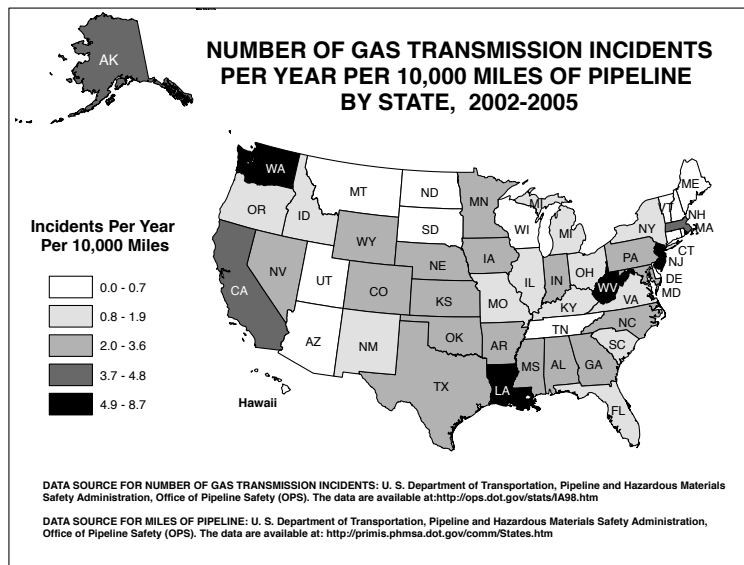 AK
NUMBER OF GAS TRANSMISSION INCIDENTS
PER YEAR PER 10,000 MILES OF PIPELINE
BY STATE, 2002-2005
WA
MT
ND
MN
ME
VT
NH
MA
OR
ID
SD
WI
MI
MI
NY
CT
NJ
Incidents Per Year
Per 10,000 Miles
WY
IA
PA
DE
MD
NV
NE
IL
IN
OH
WV
VA
CA
UT
CO
KS
MO
KY
NC
TN
AZ
NM
OK
AR
SC
MS
AL
GA
TX
LA
FL
0.0 - 0.7
0.8 - 1.9
2.0 - 3.6
3.7 - 4.8
4.9 - 8.7
Hawaii
DATA SOURCE FOR NUMBER OF GAS TRANSMISSION INCIDENTS: U. S. Department of Transportation, Pipeline and Hazardous Materials
Safety Administration, Office of Pipeline Safety (OPS). The data are available at:http://ops.dot.gov/stats/IA98.htm
DATA SOURCE FOR MILES OF PIPELINE: U. S. Department of Transportation, Pipeline and Hazardous Materials Safety Administration,
Office of Pipeline Safety (OPS). The data are available at: http://primis.phmsa.dot.gov/comm/States.htm